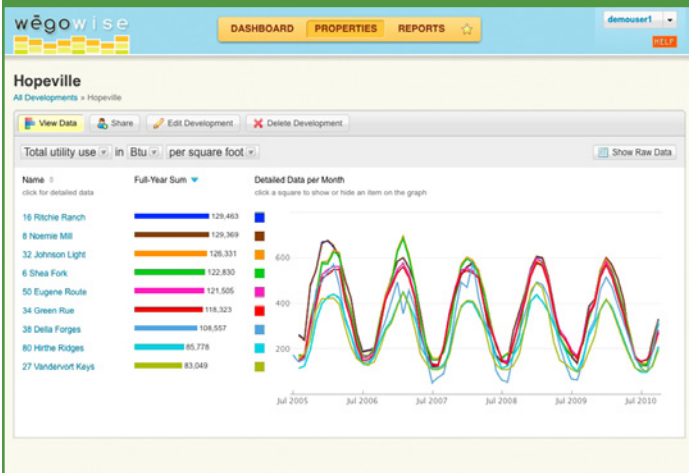 wēgowise
DASHBOARD PROPERTIES REPORTS
demouser1
HELP
Hopeville
All Developments » Hopeville
View Data Share Edit Development Delete Development
Total utility use in Btu per square foot Show Raw Data
Name Full-Year Sum Detailed Data per Month
click for detailed data click a square to show or hide an item on the graph
16 Ritchie Ranch 129,463
8 Noemie Mill 129,369
32 Johnson Light 126,331
6 Shea Fork 122,830
50 Eugene Route 121,505
34 Green Rue 118,323
38 Della Forges 108,557
80 Hirthe Ridges 85,778
27 Vandervort Keys 83,049
600
400
200
Jul 2005 Jul 2006 Jul 2007 Jul 2008 Jul 2009 Jul 2010